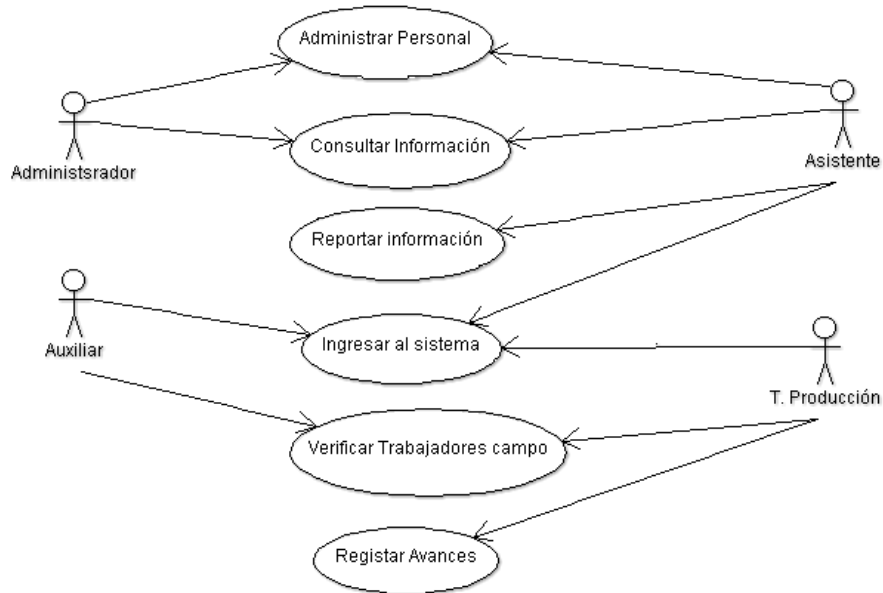 Administrar Personal
Administsrador
Consultar Información
Asistente
Reportar información
Auxiliar
Ingresar al sistema
T. Producción
Verificar Trabajadores campo
Registar Avances